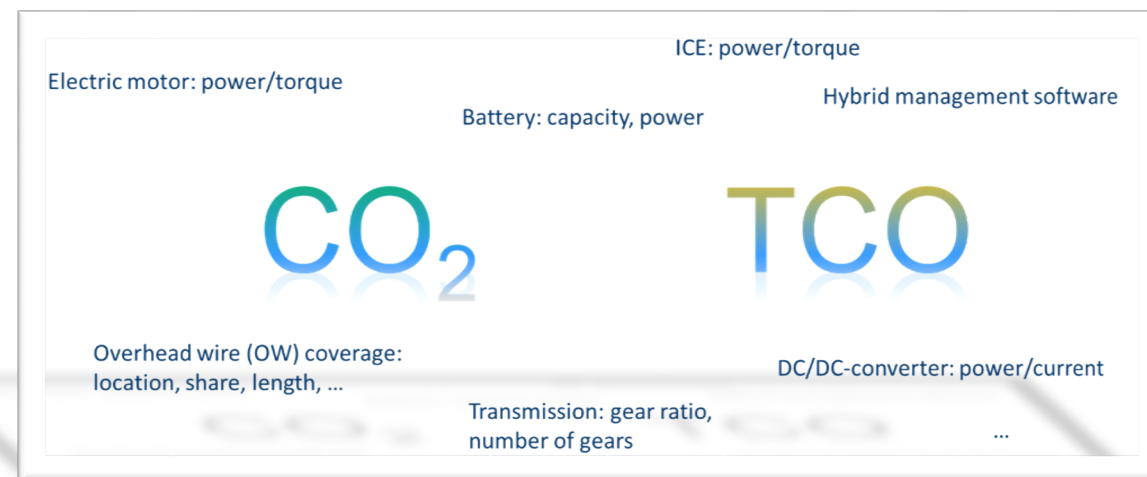 ICE: power/torque
Electric motor: power/torque
Hybrid management software
Battery: capacity, power
CO₂
TCO
Overhead wire (OW) coverage:
location, share, length, ...
DC/DC-converter: power/current
Transmission: gear ratio,
number of gears
...